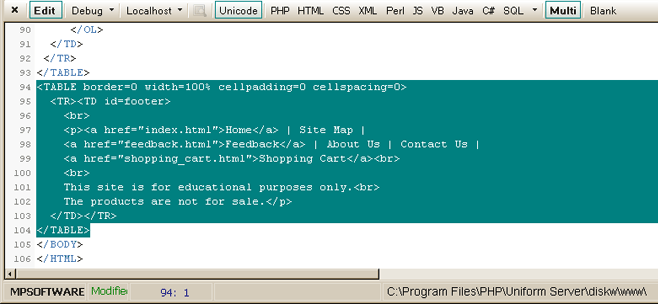 × Edit Debug Localhost Unicode PHP HTML CSS XML Perl JS VB Java C# SQL Multi Blank
90 </OL>
91 </TD>
92 </TR>
93 </TABLE>
94 <TABLE border=0 width=100% cellpadding=0 cellspacing=0>
95 <TR><TD id=footer>
96 <br>
97 <p><a href="index.html">Home</a> | Site Map |
98 <a href="feedback.html">Feedback</a> | About Us | Contact Us |
99 <a href="shopping_cart.html">Shopping Cart</a><br>
100 <br>
101 This site is for educational purposes only.<br>
102 The products are not for sale.</p>
103 </TD></TR>
104 </TABLE>
105 </BODY>
106 </HTML>
MPSOFTWARE Modifie 94: 1 C:\Program Files\PHP\Uniform Server\diskw\www\